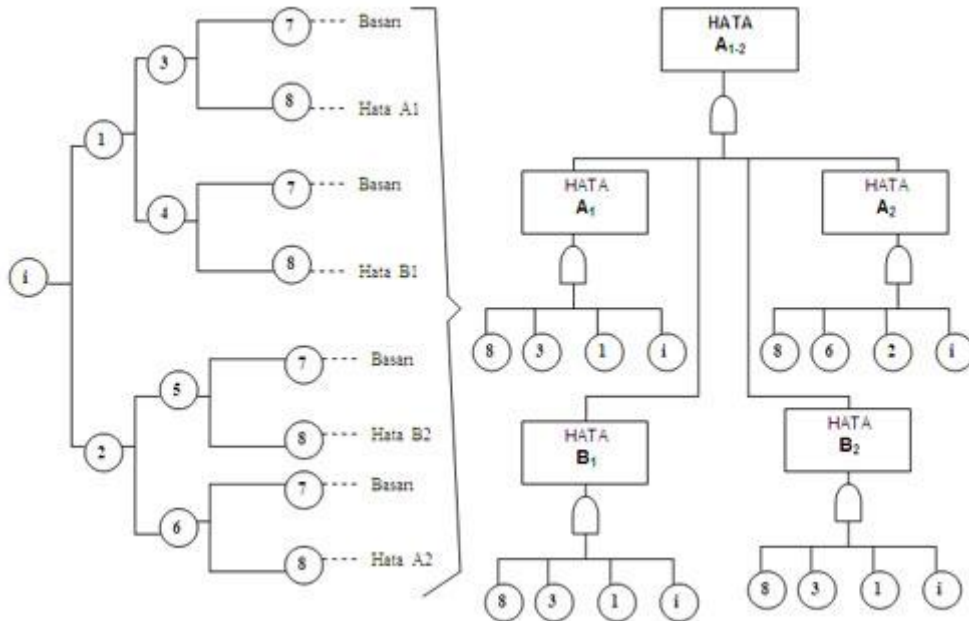 i
1
3
7
Basarı
8
Hata A1
4
7
Basarı
8
Hata B1
2
5
7
Basarı
8
Hata B2
6
7
Basarı
8
Hata A2
HATA
A1-2
HATA
A1
8 3 1 i
HATA
A2
8 6 2 i
HATA
B1
8 3 1 i
HATA
B2
8 3 1 i